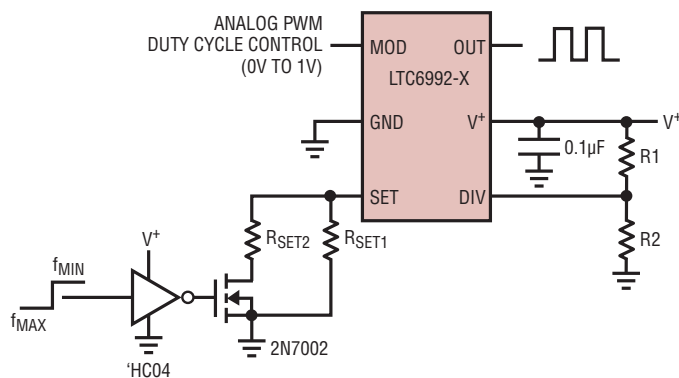 ANALOG PWM
DUTY CYCLE CONTROL
(0V TO 1V)
MOD
OUT
LTC6992-X
GND
V⁺
V⁺
0.1µF
R1
SET
DIV
R2
RSET2
RSET1
V⁺
fMIN
fMAX
2N7002
'HC04